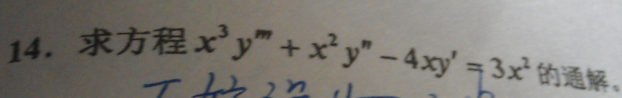 14. 求方程 x³y‴ + x²y″ − 4xy′ = 3x² 的通解。